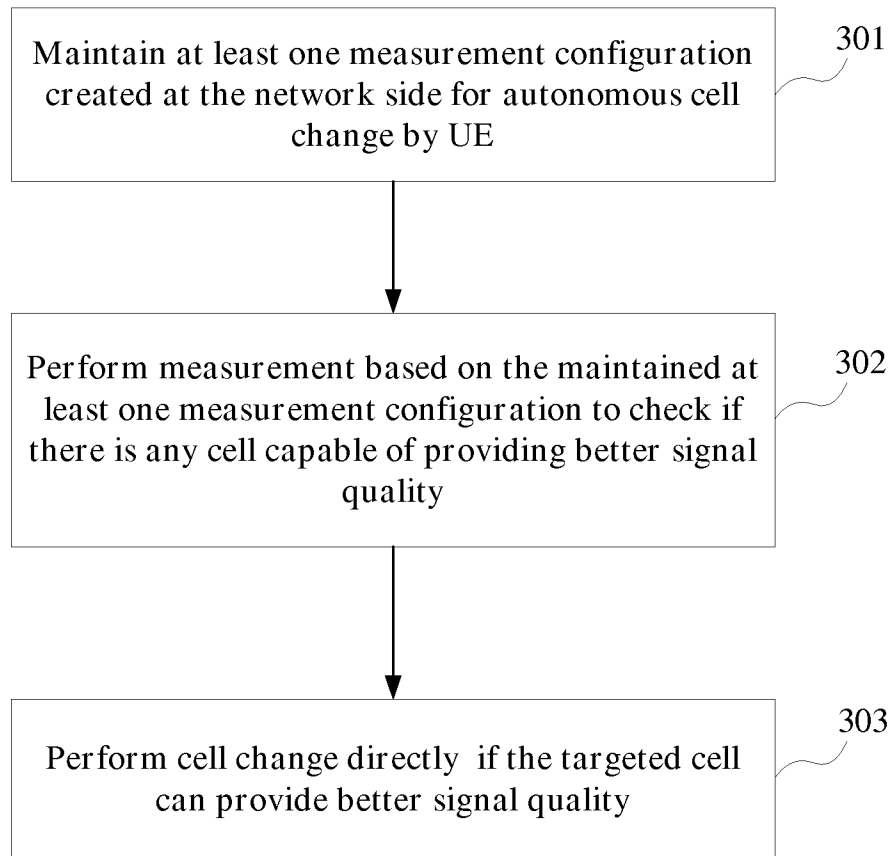 Maintain at least one measurement configuration
created at the network side for autonomous cell
change by UE
301
Perform measurement based on the maintained at
least one measurement configuration to check if
there is any cell capable of providing better signal
quality
302
Perform cell change directly if the targeted cell
can provide better signal quality
303